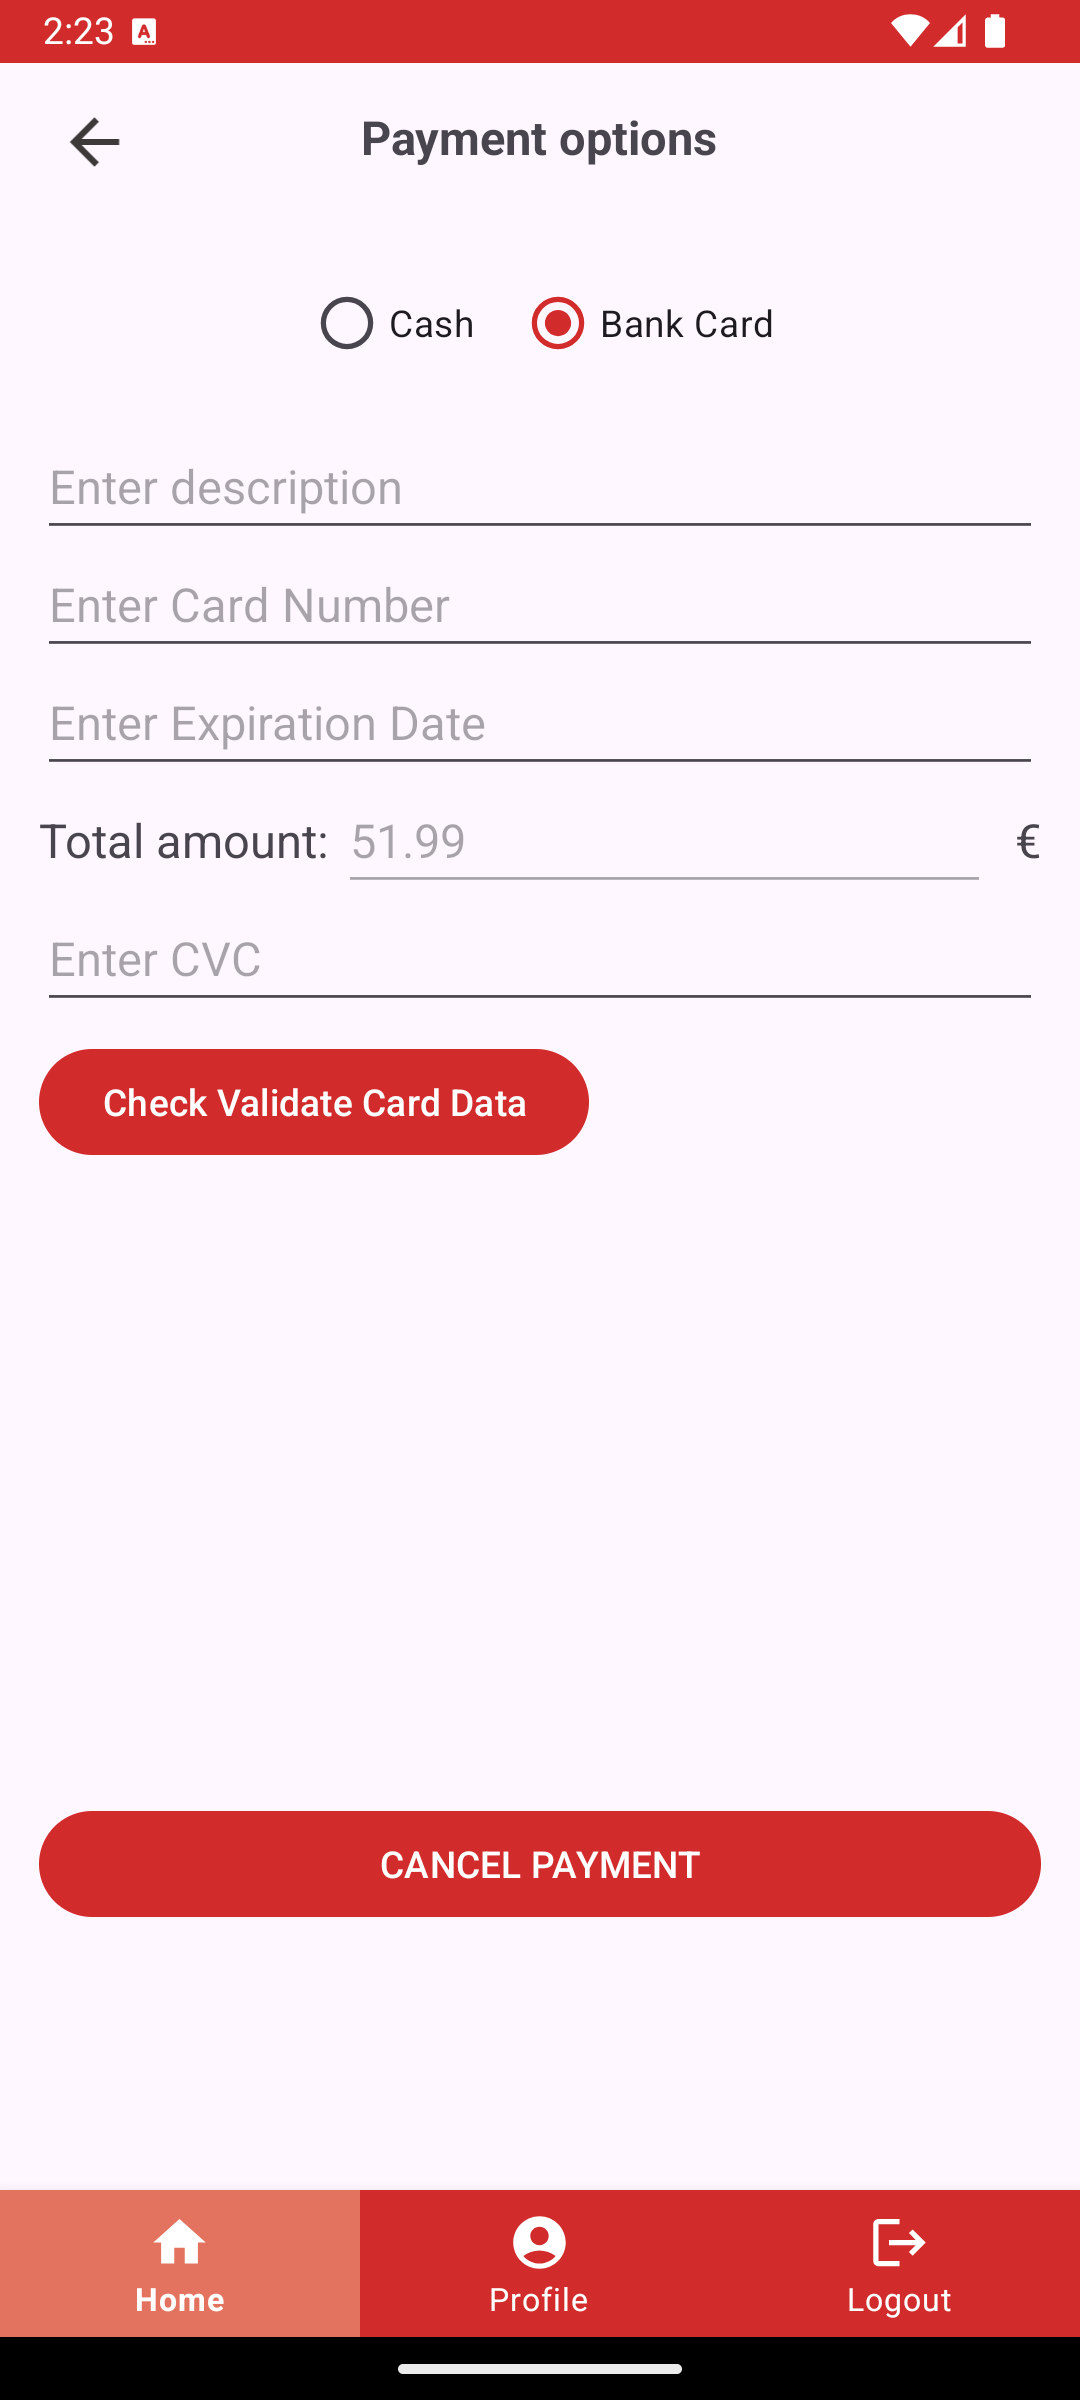 2:23
Payment options
Cash
Bank Card
Enter description
Enter Card Number
Enter Expiration Date
Total amount: 51.99 €
Enter CVC
Check Validate Card Data
CANCEL PAYMENT
Home
Profile
Logout